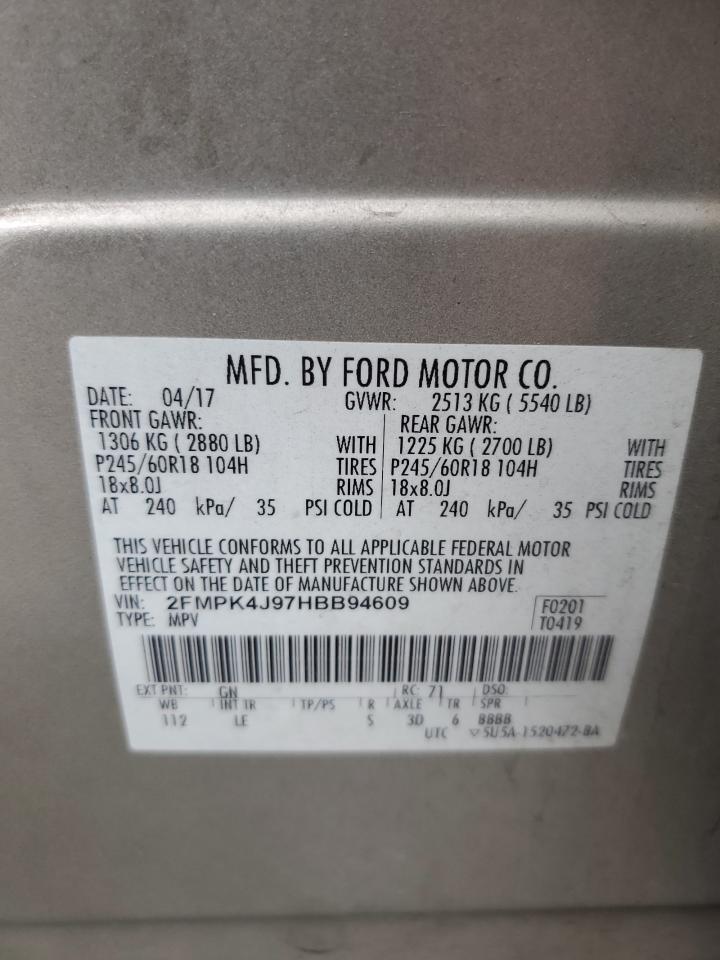 MFD. BY FORD MOTOR CO.
DATE: 04/17 GVWR: 2513 KG ( 5540 LB)
FRONT GAWR: REAR GAWR:
1306 KG ( 2880 LB) WITH 1225 KG ( 2700 LB) WITH
P245/60R18 104H TIRES P245/60R18 104H TIRES
18x8.0J RIMS 18x8.0J RIMS
AT 240 kPa/ 35 PSI COLD AT 240 kPa/ 35 PSI COLD
THIS VEHICLE CONFORMS TO ALL APPLICABLE FEDERAL MOTOR
VEHICLE SAFETY AND THEFT PREVENTION STANDARDS IN
EFFECT ON THE DATE OF MANUFACTURE SHOWN ABOVE.
VIN: 2FMPK4J97HBB94609 F0201
TYPE: MPV T0419
EXT PNT: GN RC: 71 DSO:
WB INT TR TP/PS R AXLE TR SPR
112 LE S 3D 6 BBBB
UTC ▽ 5U5A-1520472-BA